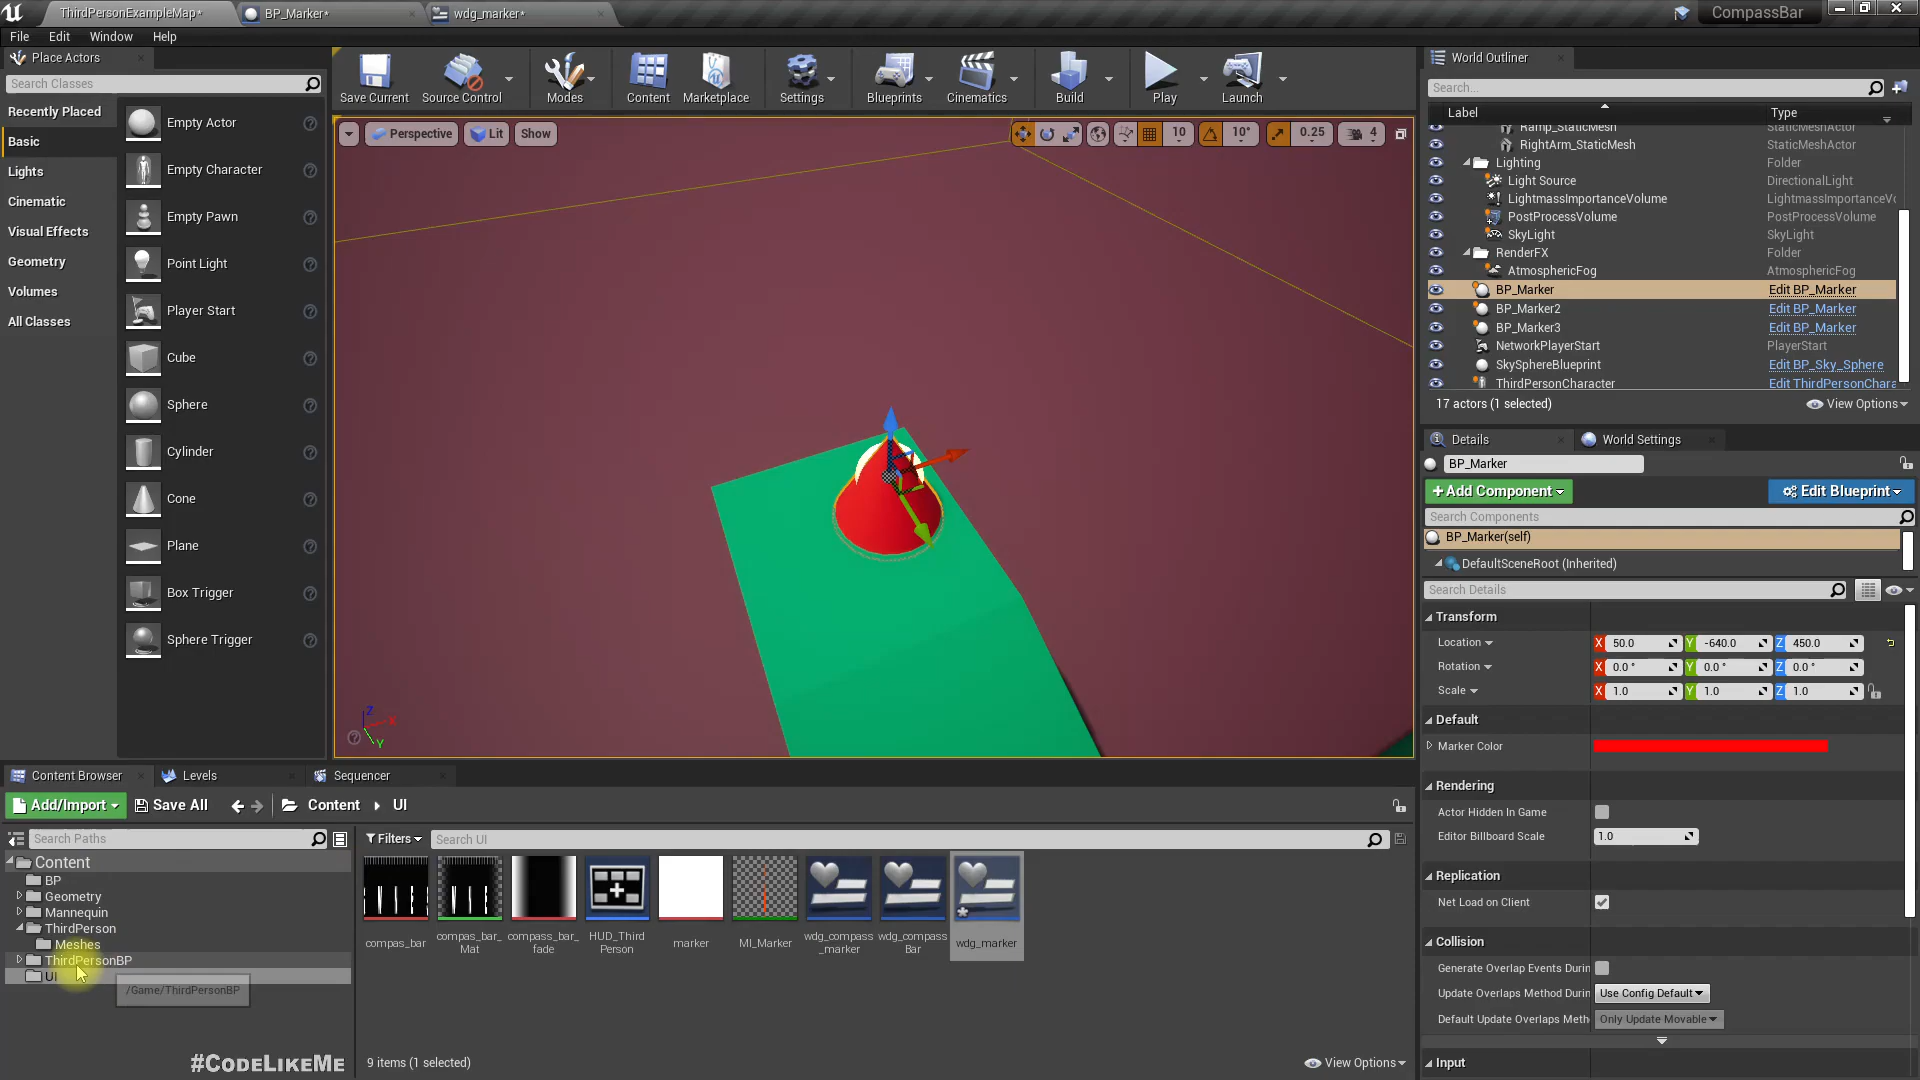 ThirdPersonExampleMap*
BP_Marker*
wdg_marker*
CompassBar
File Edit Window Help
Place Actors
Search Classes
Recently Placed
Basic
Lights
Cinematic
Visual Effects
Geometry
Volumes
All Classes
Empty Actor
Empty Character
Empty Pawn
Point Light
Player Start
Cube
Sphere
Cylinder
Cone
Plane
Box Trigger
Sphere Trigger
Save Current
Source Control
Modes
Content
Marketplace
Settings
Blueprints
Cinematics
Build
Play
Launch
Perspective
Lit
Show
10
10°
0.25
4
Z
X
Y
World Outliner
Search...
Label Type
Ramp_StaticMesh StaticMeshActor
RightArm_StaticMesh StaticMeshActor
Lighting Folder
Light Source DirectionalLight
LightmassImportanceVolume LightmassImportanceVo
PostProcessVolume PostProcessVolume
SkyLight SkyLight
RenderFX Folder
AtmosphericFog AtmosphericFog
BP_Marker Edit BP_Marker
BP_Marker2 Edit BP_Marker
BP_Marker3 Edit BP_Marker
NetworkPlayerStart PlayerStart
SkySphereBlueprint Edit BP_Sky_Sphere
ThirdPersonCharacter Edit ThirdPersonChara
17 actors (1 selected)
View Options
Details
World Settings
BP_Marker
+Add Component
Edit Blueprint
Search Components
BP_Marker(self)
DefaultSceneRoot (Inherited)
Search Details
Transform
Location X 50.0 Y -640.0 Z 450.0
Rotation X 0.0 ° Y 0.0 ° Z 0.0 °
Scale X 1.0 Y 1.0 Z 1.0
Default
Marker Color
Rendering
Actor Hidden In Game
Editor Billboard Scale 1.0
Replication
Net Load on Client
Collision
Generate Overlap Events Durin
Update Overlaps Method Durin Use Config Default
Default Update Overlaps Meth Only Update Movable
Input
Content Browser
Levels
Sequencer
Add/Import
Save All
Content
UI
Search Paths
Filters
Search UI
Content
BP
Geometry
Mannequin
ThirdPerson
Meshes
ThirdPersonBP
UI
/Game/ThirdPersonBP
compas_bar
compas_bar_
Mat
compass_bar_
fade
HUD_Third
Person
marker
MI_Marker
wdg_compass
_marker
wdg_compass
Bar
wdg_marker
9 items (1 selected)
View Options
#CodeLikeMe